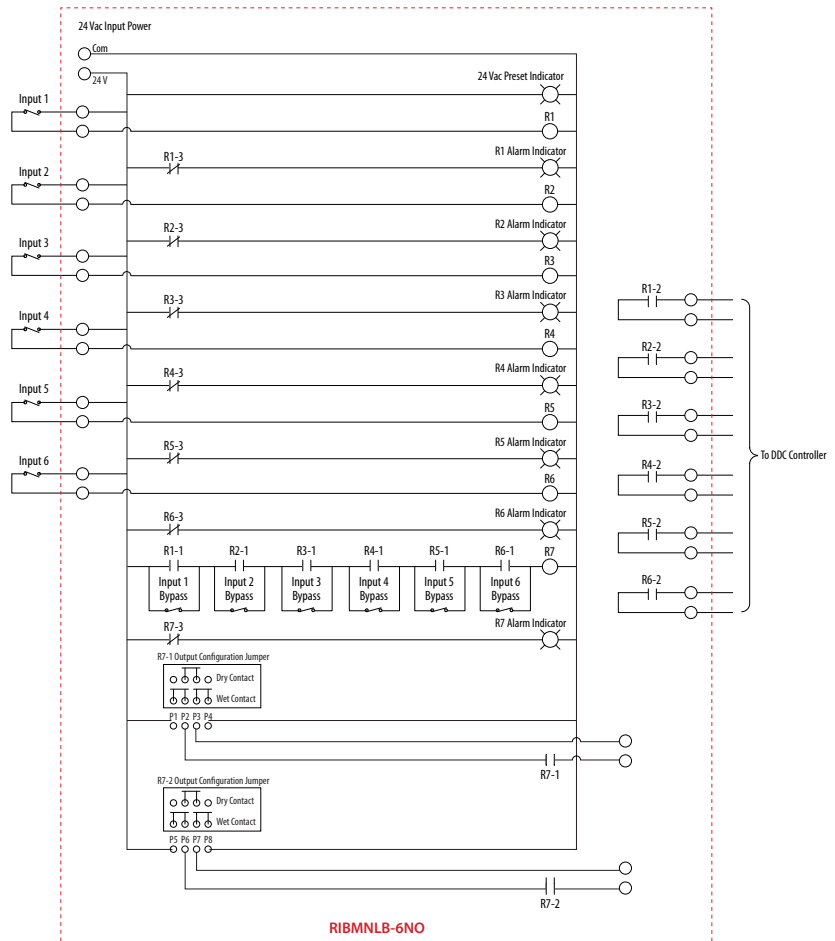 24 Vac Input Power
Com
24 V
24 Vac Preset Indicator
Input 1
R1
R1-3
R1 Alarm Indicator
Input 2
R2
R2-3
R2 Alarm Indicator
Input 3
R3
R3-3
R3 Alarm Indicator
Input 4
R4
R4-3
R4 Alarm Indicator
Input 5
R5
R5-3
R5 Alarm Indicator
Input 6
R6
R6-3
R6 Alarm Indicator
R1-1 R2-1 R3-1 R4-1 R5-1 R6-1 R7
Input 1 Input 2 Input 3 Input 4 Input 5 Input 6
Bypass Bypass Bypass Bypass Bypass Bypass
R7-3
R7 Alarm Indicator
R7-1 Output Configuration Jumper
Dry Contact
Wet Contact
P1 P2 P3 P4
R7-1
R7-2 Output Configuration Jumper
Dry Contact
Wet Contact
P5 P6 P7 P8
R7-2
R1-2
R2-2
R3-2
R4-2
R5-2
R6-2
To DDC Controller
RIBMNLB-6NO